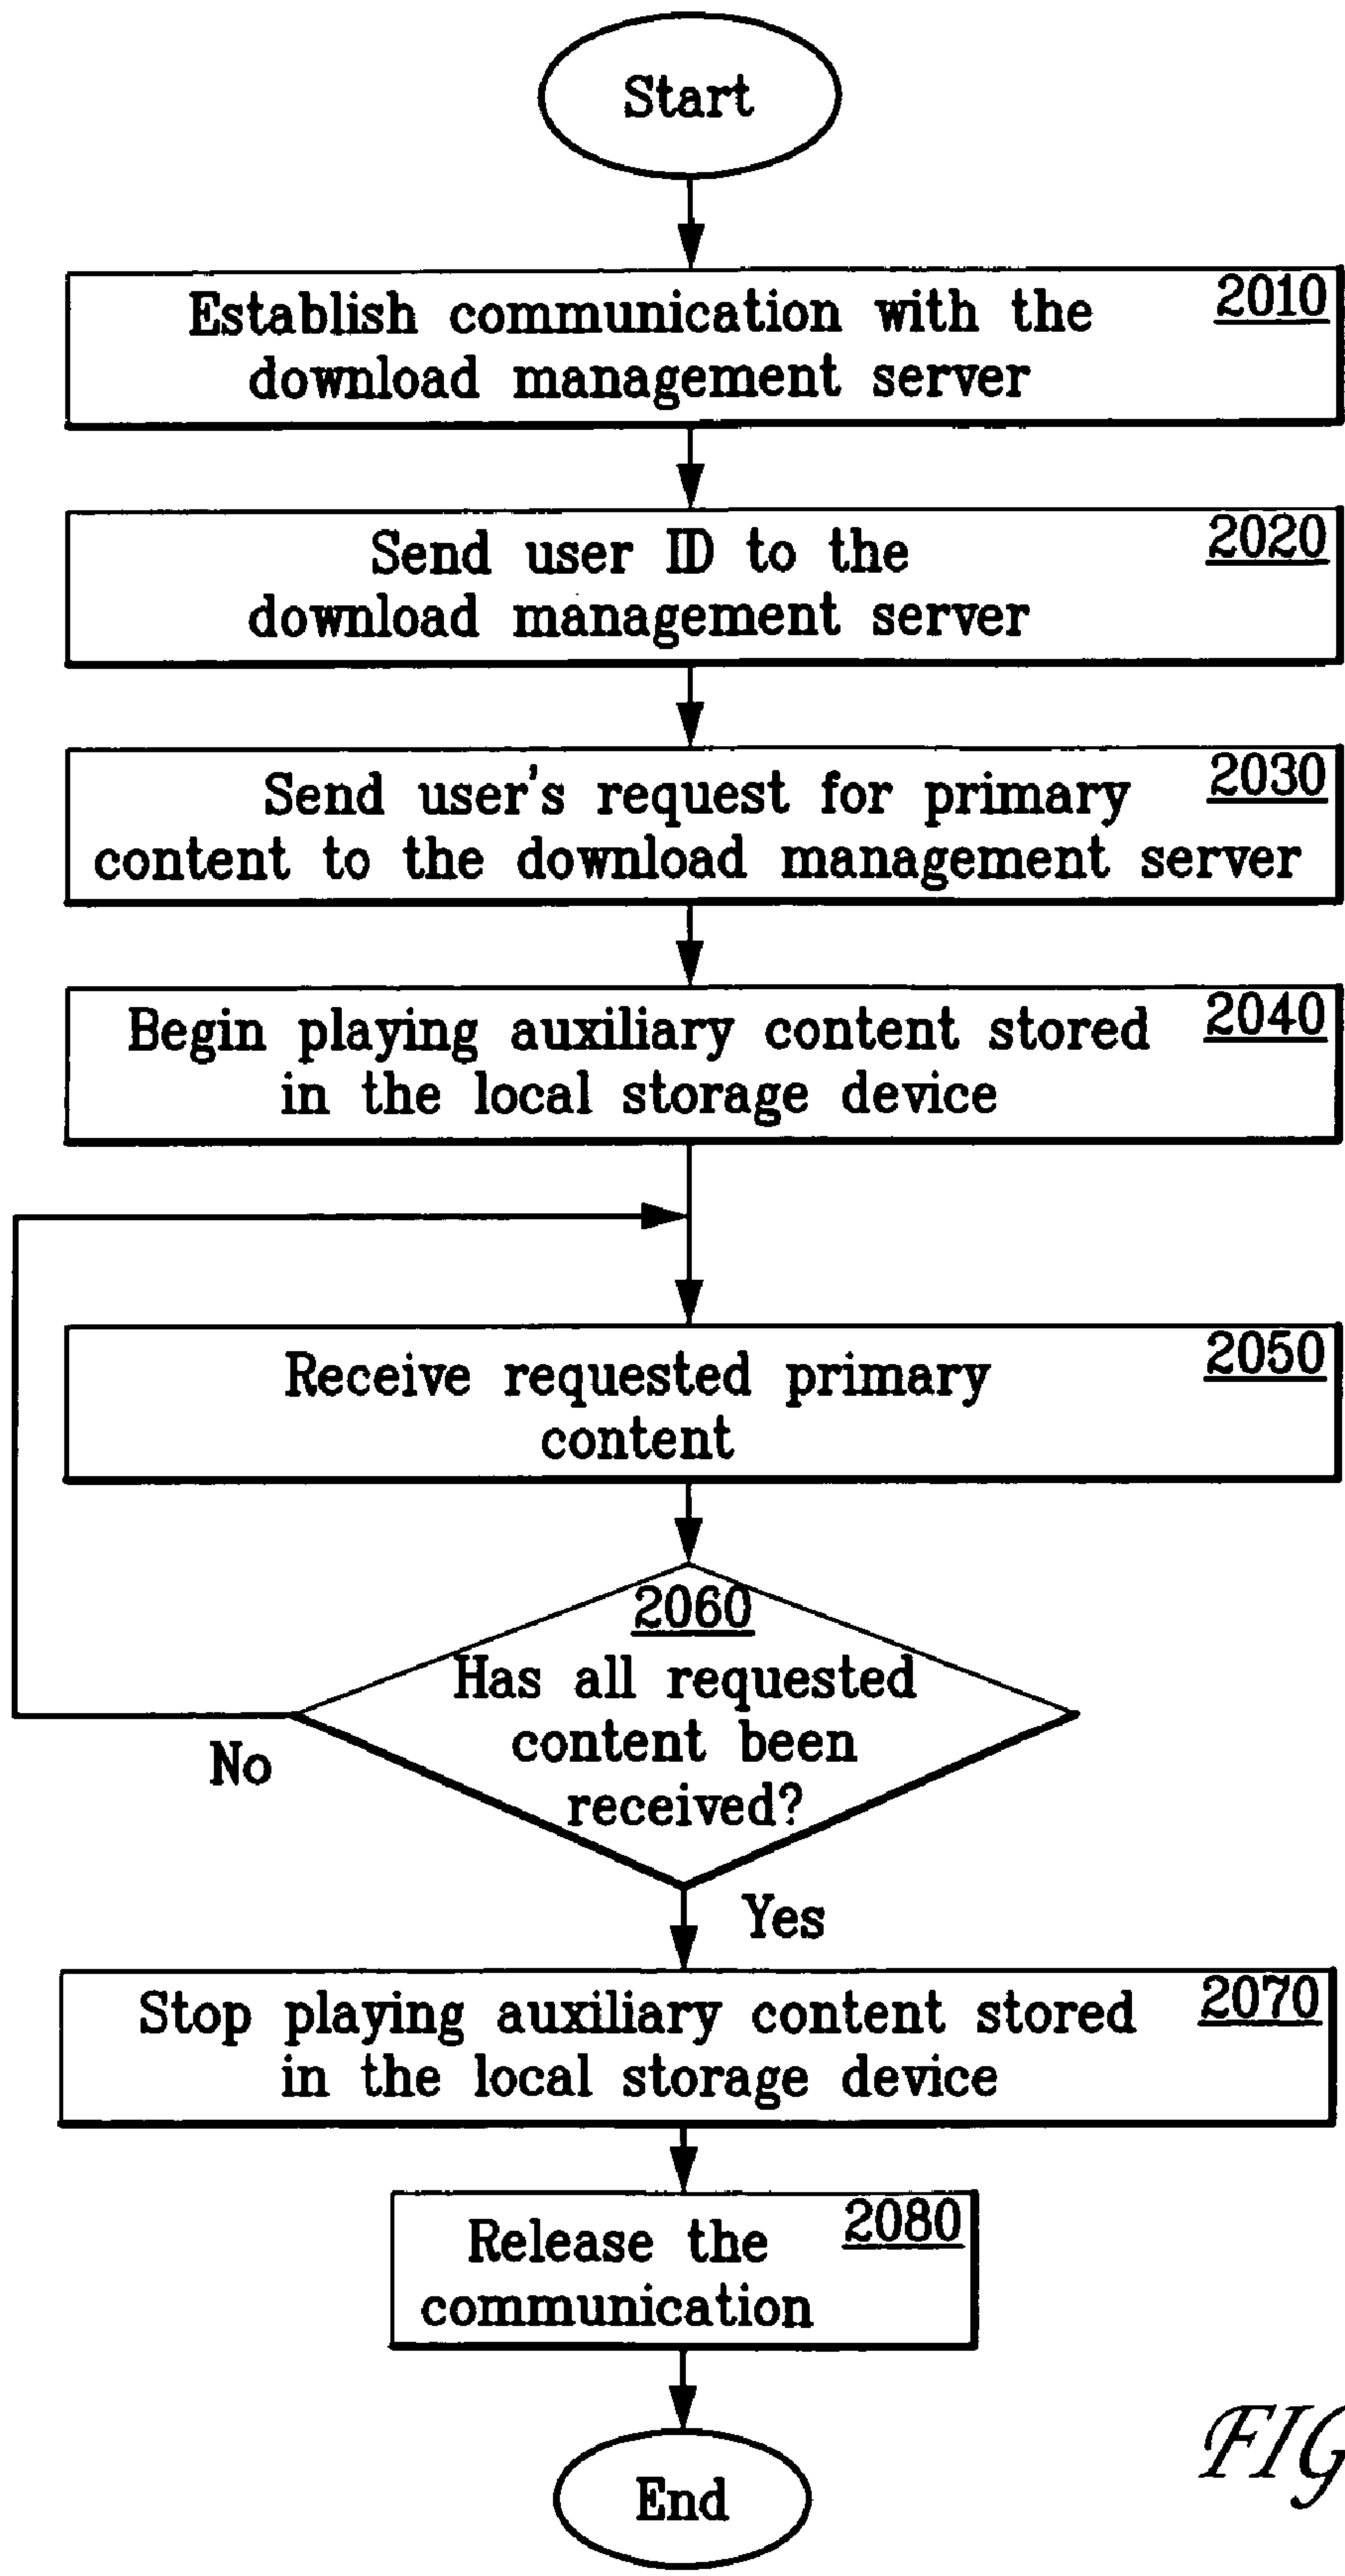 Start
2010
Establish communication with the
download management server
2020
Send user ID to the
download management server
2030
Send user's request for primary
content to the download management server
2040
Begin playing auxiliary content stored
in the local storage device
2050
Receive requested primary
content
2060
Has all requested
content been
received?
No
Yes
2070
Stop playing auxiliary content stored
in the local storage device
2080
Release the
communication
End
FIG